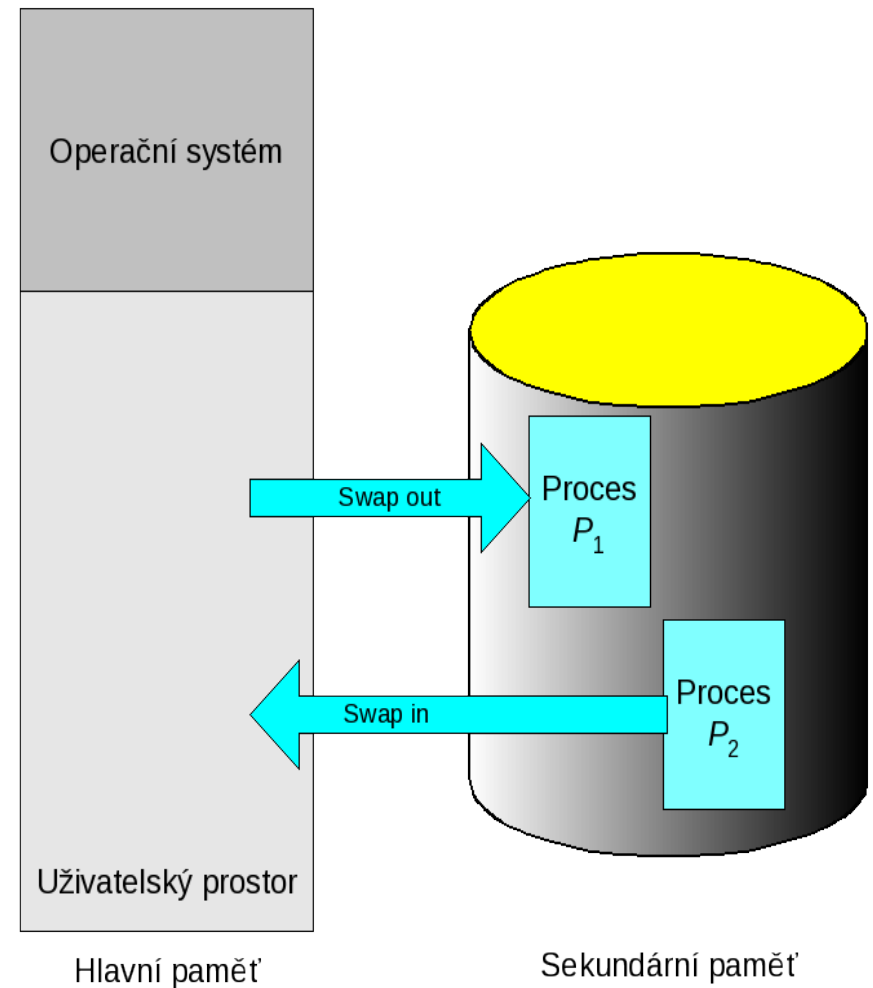 Operační systém
Swap out
Proces
P1
Swap in
Proces
P2
Uživatelský prostor
Hlavní paměť
Sekundární paměť